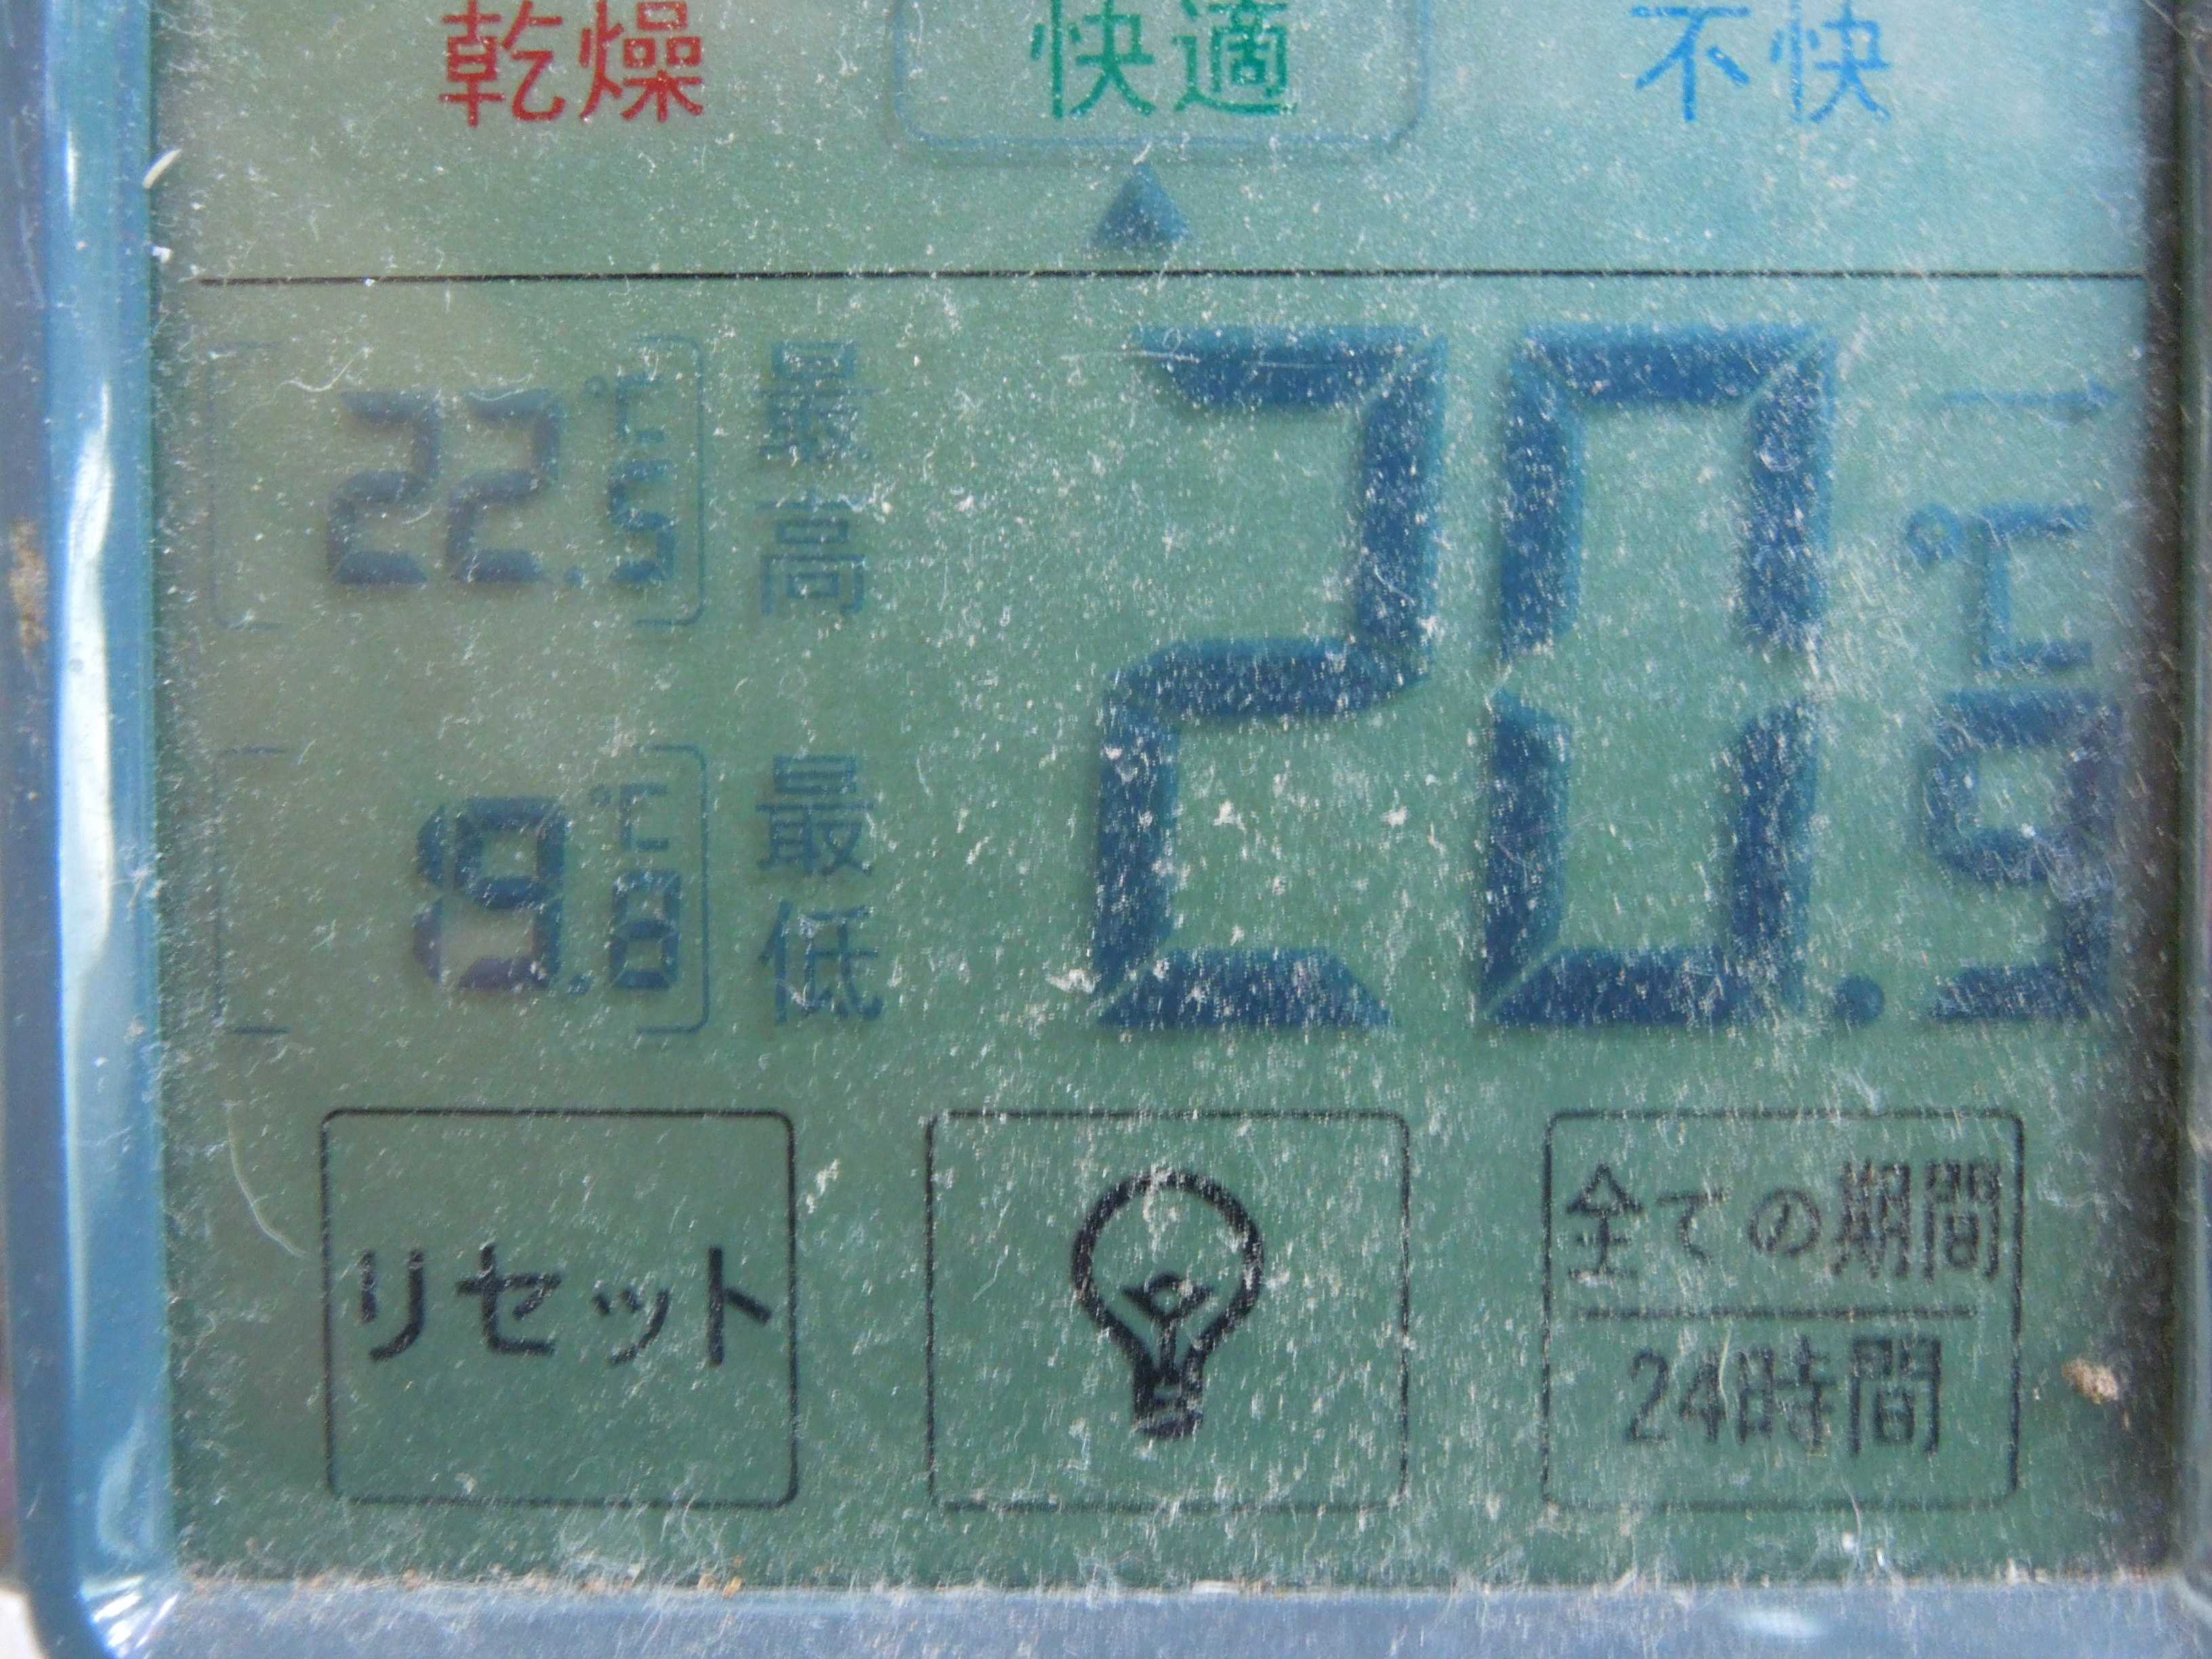 乾燥 快適 不快
22.5℃ 最高
20.9℃
19.8℃ 最低
リセット
全ての期間
24時間